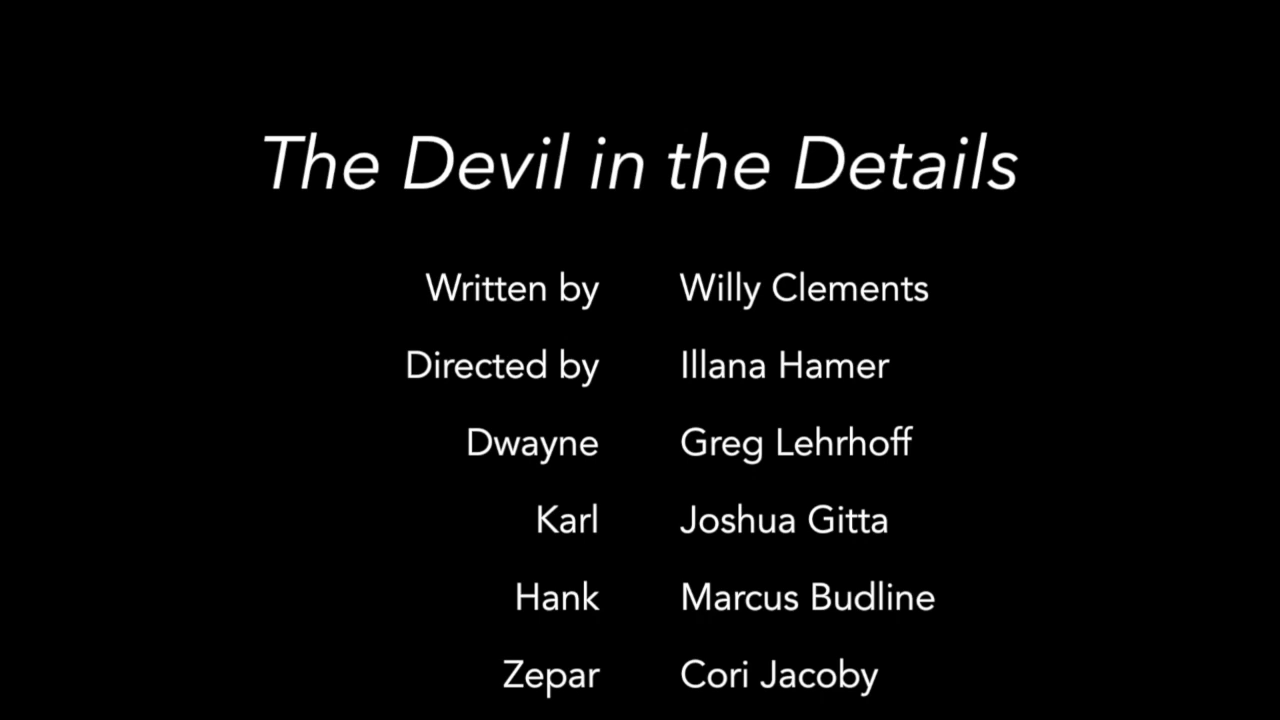 The Devil in the Details
Written by Willy Clements
Directed by Illana Hamer
Dwayne Greg Lehrhoff
Karl Joshua Gitta
Hank Marcus Budline
Zepar Cori Jacoby